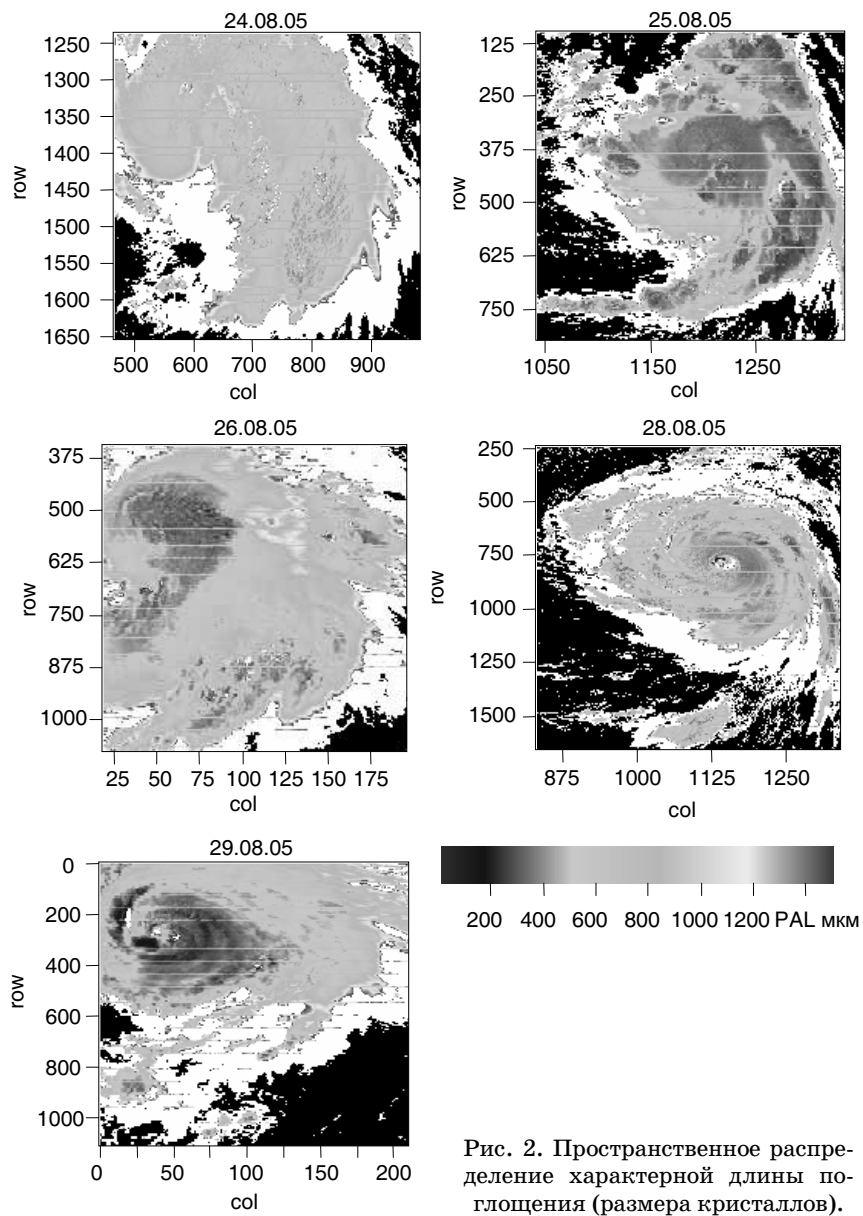 24.08.05
1250
1300
1350
1400
1450
1500
1550
1600
1650
row
500 600 700 800 900
col
25.08.05
125
250
375
500
625
750
row
1050 1150 1250
col
26.08.05
375
500
625
750
875
1000
row
25 50 75 100 125 150 175
col
28.08.05
250
500
750
1000
1250
1500
row
875 1000 1125 1250
col
29.08.05
0
200
400
600
800
1000
row
0 50 100 150 200
col
200 400 600 800 1000 1200 PAL мкм
Рис. 2. Пространственное распре-
деление характерной длины по-
глощения (размера кристаллов).